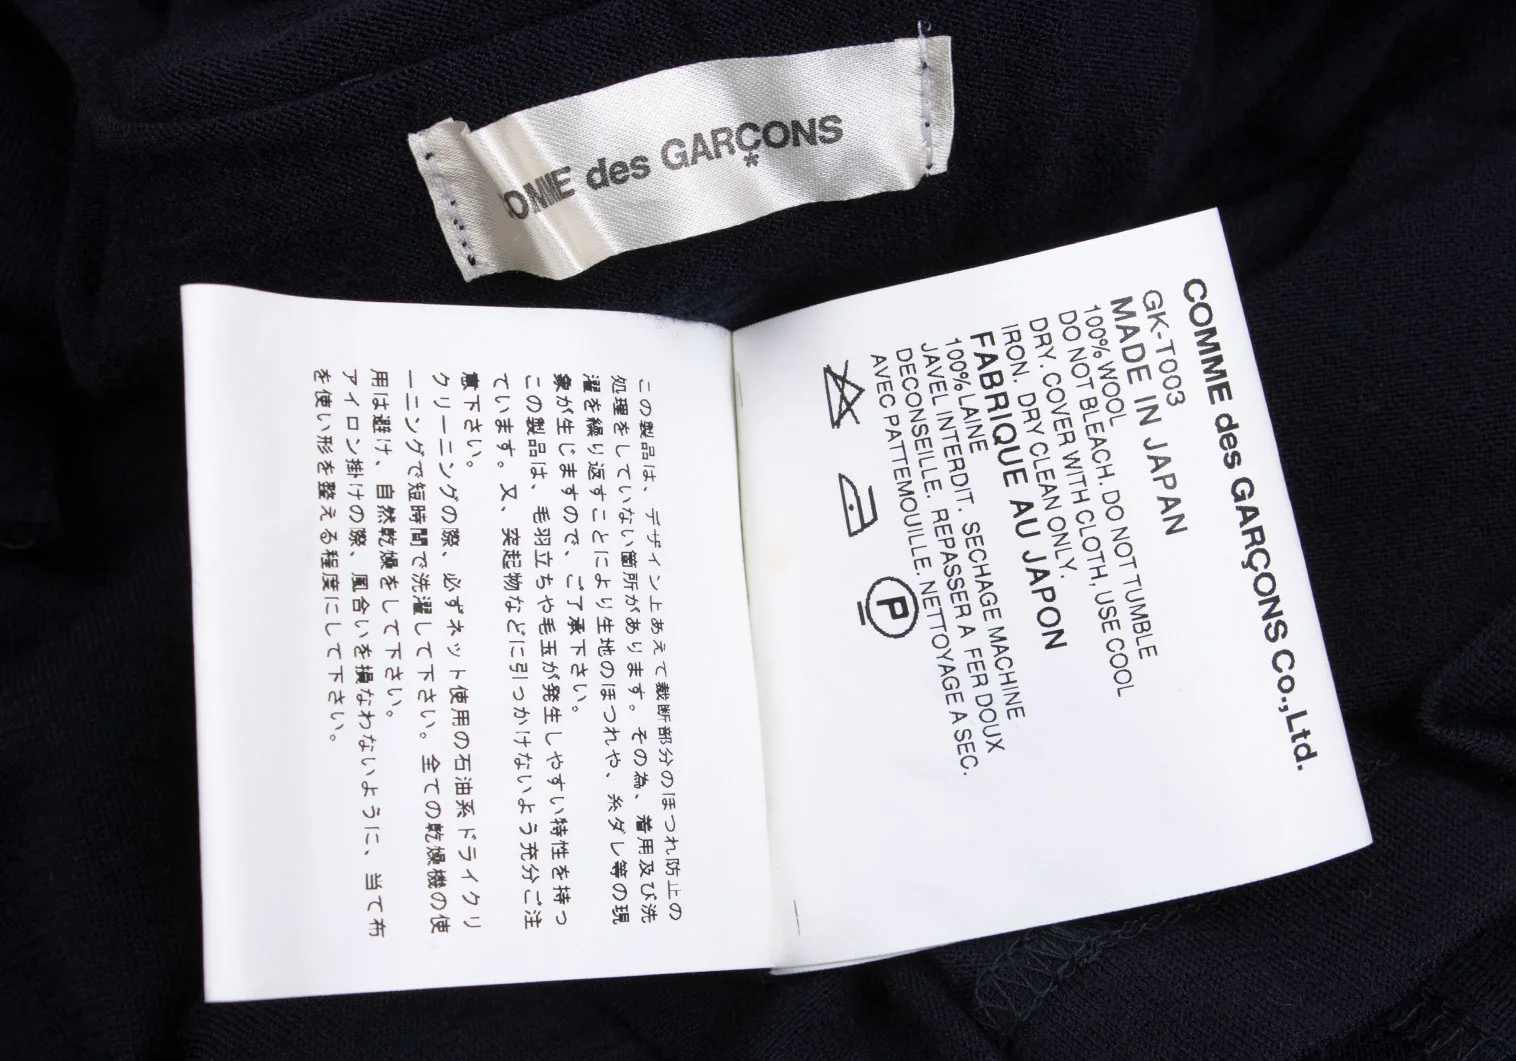 COMME des GARÇONS
*
COMME des GARÇONS Co.,Ltd.
GK-T003
MADE IN JAPAN
100% WOOL
DO NOT BLEACH. DO NOT TUMBLE
DRY. COVER WITH CLOTH, USE COOL
IRON. DRY CLEAN ONLY.
FABRIQUE AU JAPON
100% LAINE
JAVEL INTERDIT. SECHAGE MACHINE
DECONSEILLE. REPASSER A FER DOUX
AVEC PATTEMOUILLE. NETTOYAGE A SEC.
P
この製品は、デザイン上あえて裁断部分のほつれ防止の
処理をしていない箇所があります。その為、着用及び洗
濯を繰り返すことにより生地のほつれや、糸ダレ等の現
象が生じますので、ご了承下さい。
この製品は、毛羽立ちや毛玉が発生しやすい特性を持っ
ています。又、突起物などに引っかけないよう充分ご注
意下さい。
クリーニングの際、必ずネット使用の石油系ドライクリ
ーニングで短時間で洗濯して下さい。全ての乾燥機の使
用は避け、自然乾燥をして下さい。
アイロン掛けの際、風合いを損なわないように、当て布
を使い形を整える程度にして下さい。